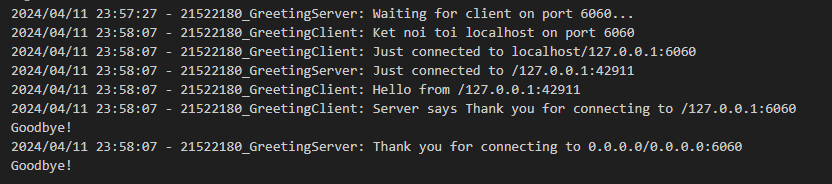 2024/04/11 23:57:27 - 21522180_GreetingServer: Waiting for client on port 6060...
2024/04/11 23:58:07 - 21522180_GreetingClient: Ket noi toi localhost on port 6060
2024/04/11 23:58:07 - 21522180_GreetingClient: Just connected to localhost/127.0.0.1:6060
2024/04/11 23:58:07 - 21522180_GreetingServer: Just connected to /127.0.0.1:42911
2024/04/11 23:58:07 - 21522180_GreetingClient: Hello from /127.0.0.1:42911
2024/04/11 23:58:07 - 21522180_GreetingClient: Server says Thank you for connecting to /127.0.0.1:6060
Goodbye!
2024/04/11 23:58:07 - 21522180_GreetingServer: Thank you for connecting to 0.0.0.0/0.0.0.0:6060
Goodbye!